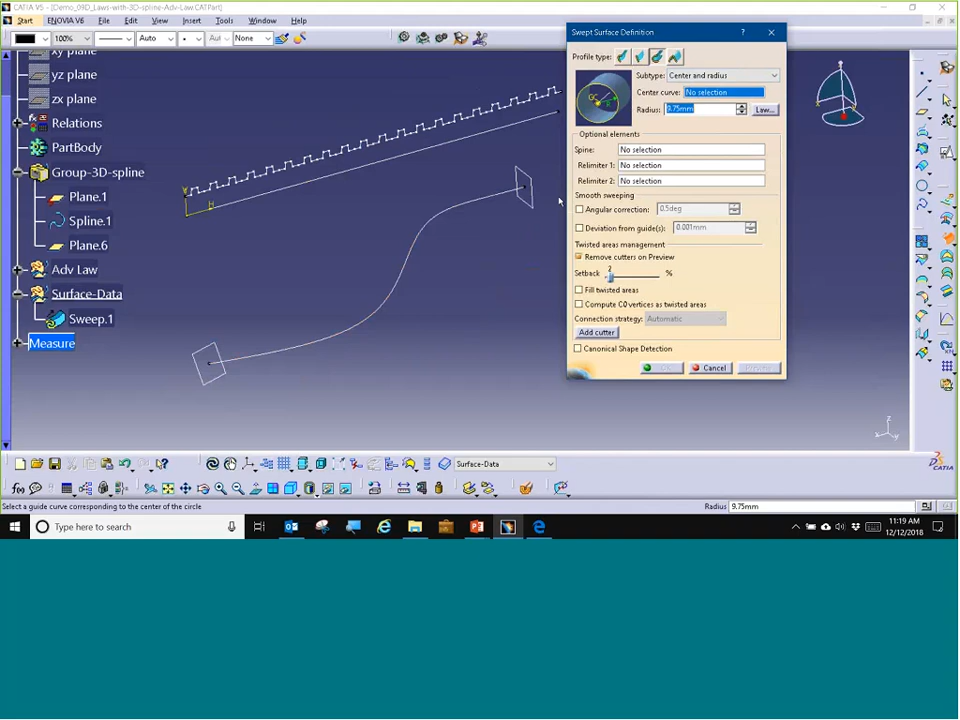 CATIA V5 - [Demo_09D_Laws-with-3D-spline-Adv-Law.CATPart]
Start ENOVIA V6 File Edit View Insert Tools Window Help
100% Auto Aut None
xy plane
yz plane
zx plane
Relations
PartBody
Group-3D-spline
Plane.1
Spline.1
Plane.6
Adv Law
Surface-Data
Sweep.1
Measure
V
H
Swept Surface Definition ? ✕
Profile type:
Subtype: Center and radius
Center curve: No selection
Radius: 9.75mm Law...
Optional elements
Spine: No selection
Relimiter 1: No selection
Relimiter 2: No selection
Smooth sweeping
Angular correction: 0.5deg
Deviation from guide(s): 0.001mm
Twisted areas management
Remove cutters on Preview
2
Setback %
Fill twisted areas
Compute C0 vertices as twisted areas
Connection strategy: Automatic
Add cutter
Canonical Shape Detection
OK Cancel Preview
z
x y
Surface-Data
f(x)
Select a guide curve corresponding to the center of the circle Radius 9.75mm
Type here to search
11:19 AM
12/12/2018